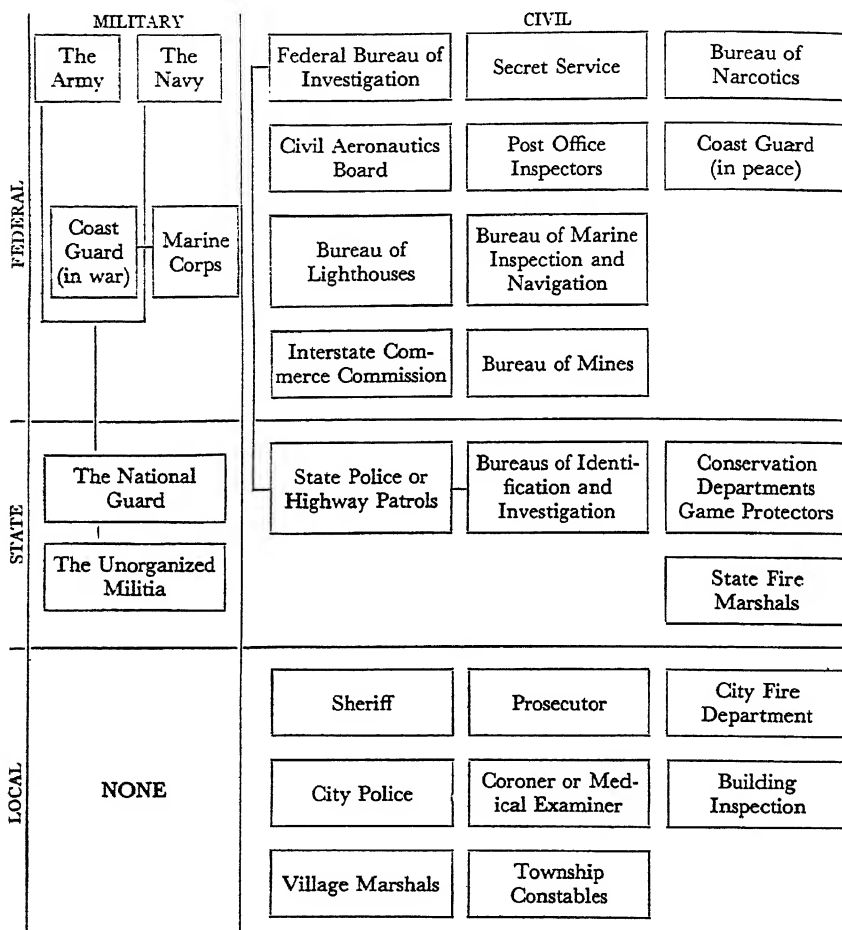 MILITARY
CIVIL
FEDERAL
The
Army
The
Navy
Coast
Guard
(in war)
Marine
Corps
Federal Bureau of
Investigation
Secret Service
Bureau of
Narcotics
Civil Aeronautics
Board
Post Office
Inspectors
Coast Guard
(in peace)
Bureau of
Lighthouses
Bureau of Marine
Inspection and
Navigation
Interstate Com-
merce Commission
Bureau of Mines
STATE
The National
Guard
The Unorganized
Militia
State Police or
Highway Patrols
Bureaus of Identi-
fication and
Investigation
Conservation
Departments
Game Protectors
State Fire
Marshals
LOCAL
NONE
Sheriff
Prosecutor
City Fire
Department
City Police
Coroner or Med-
ical Examiner
Building
Inspection
Village Marshals
Township
Constables